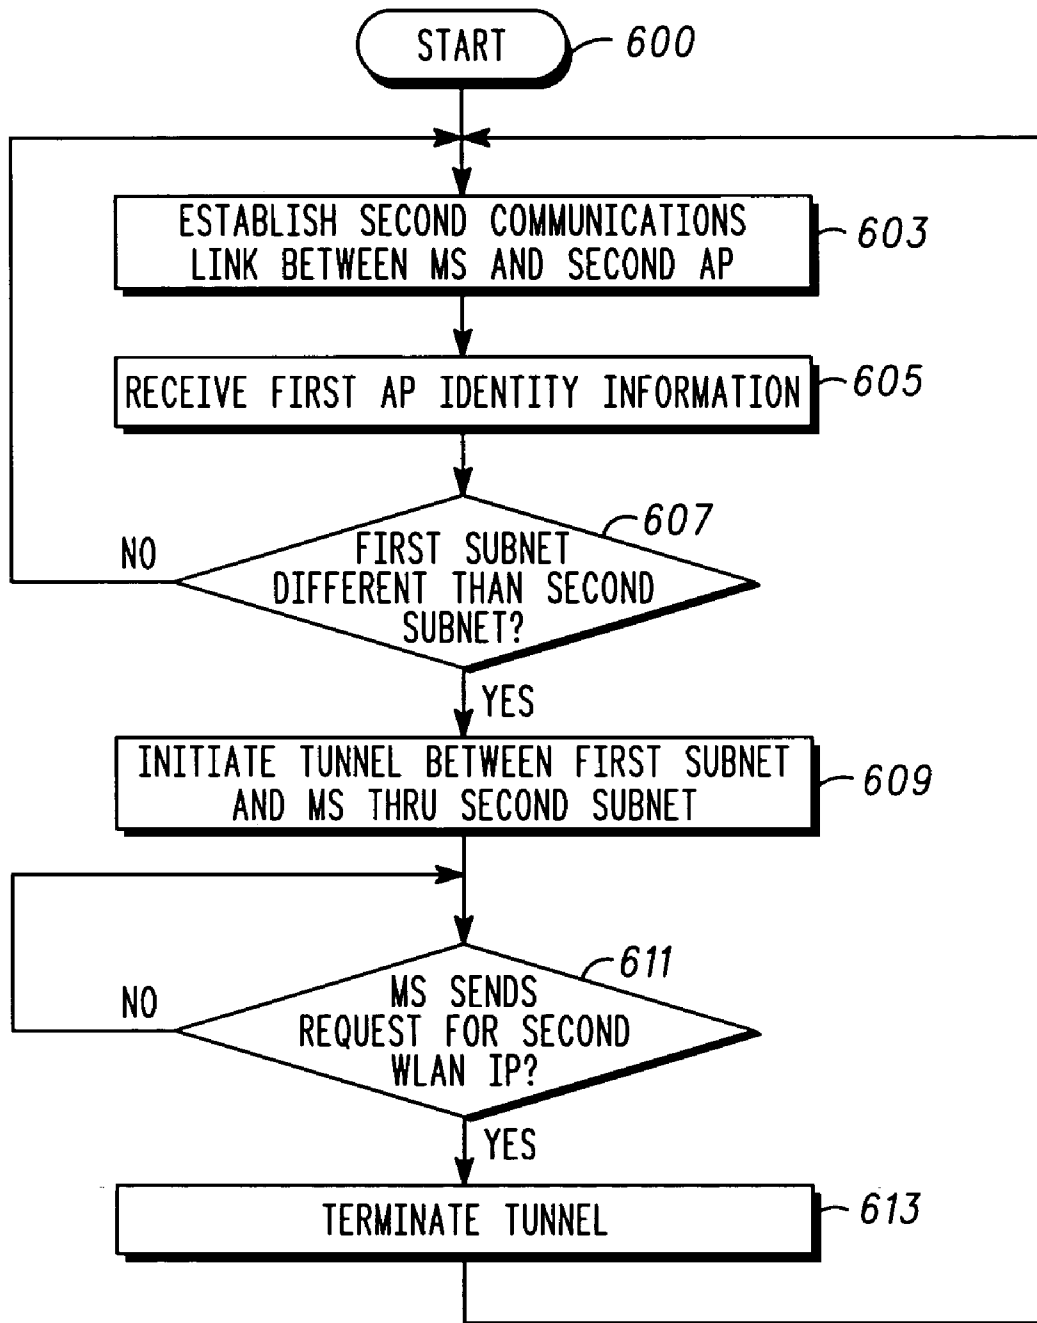 START
600
ESTABLISH SECOND COMMUNICATIONS
LINK BETWEEN MS AND SECOND AP
603
RECEIVE FIRST AP IDENTITY INFORMATION
605
607
FIRST SUBNET
DIFFERENT THAN SECOND
SUBNET?
NO
YES
INITIATE TUNNEL BETWEEN FIRST SUBNET
AND MS THRU SECOND SUBNET
609
611
MS SENDS
REQUEST FOR SECOND
WLAN IP?
NO
YES
TERMINATE TUNNEL
613